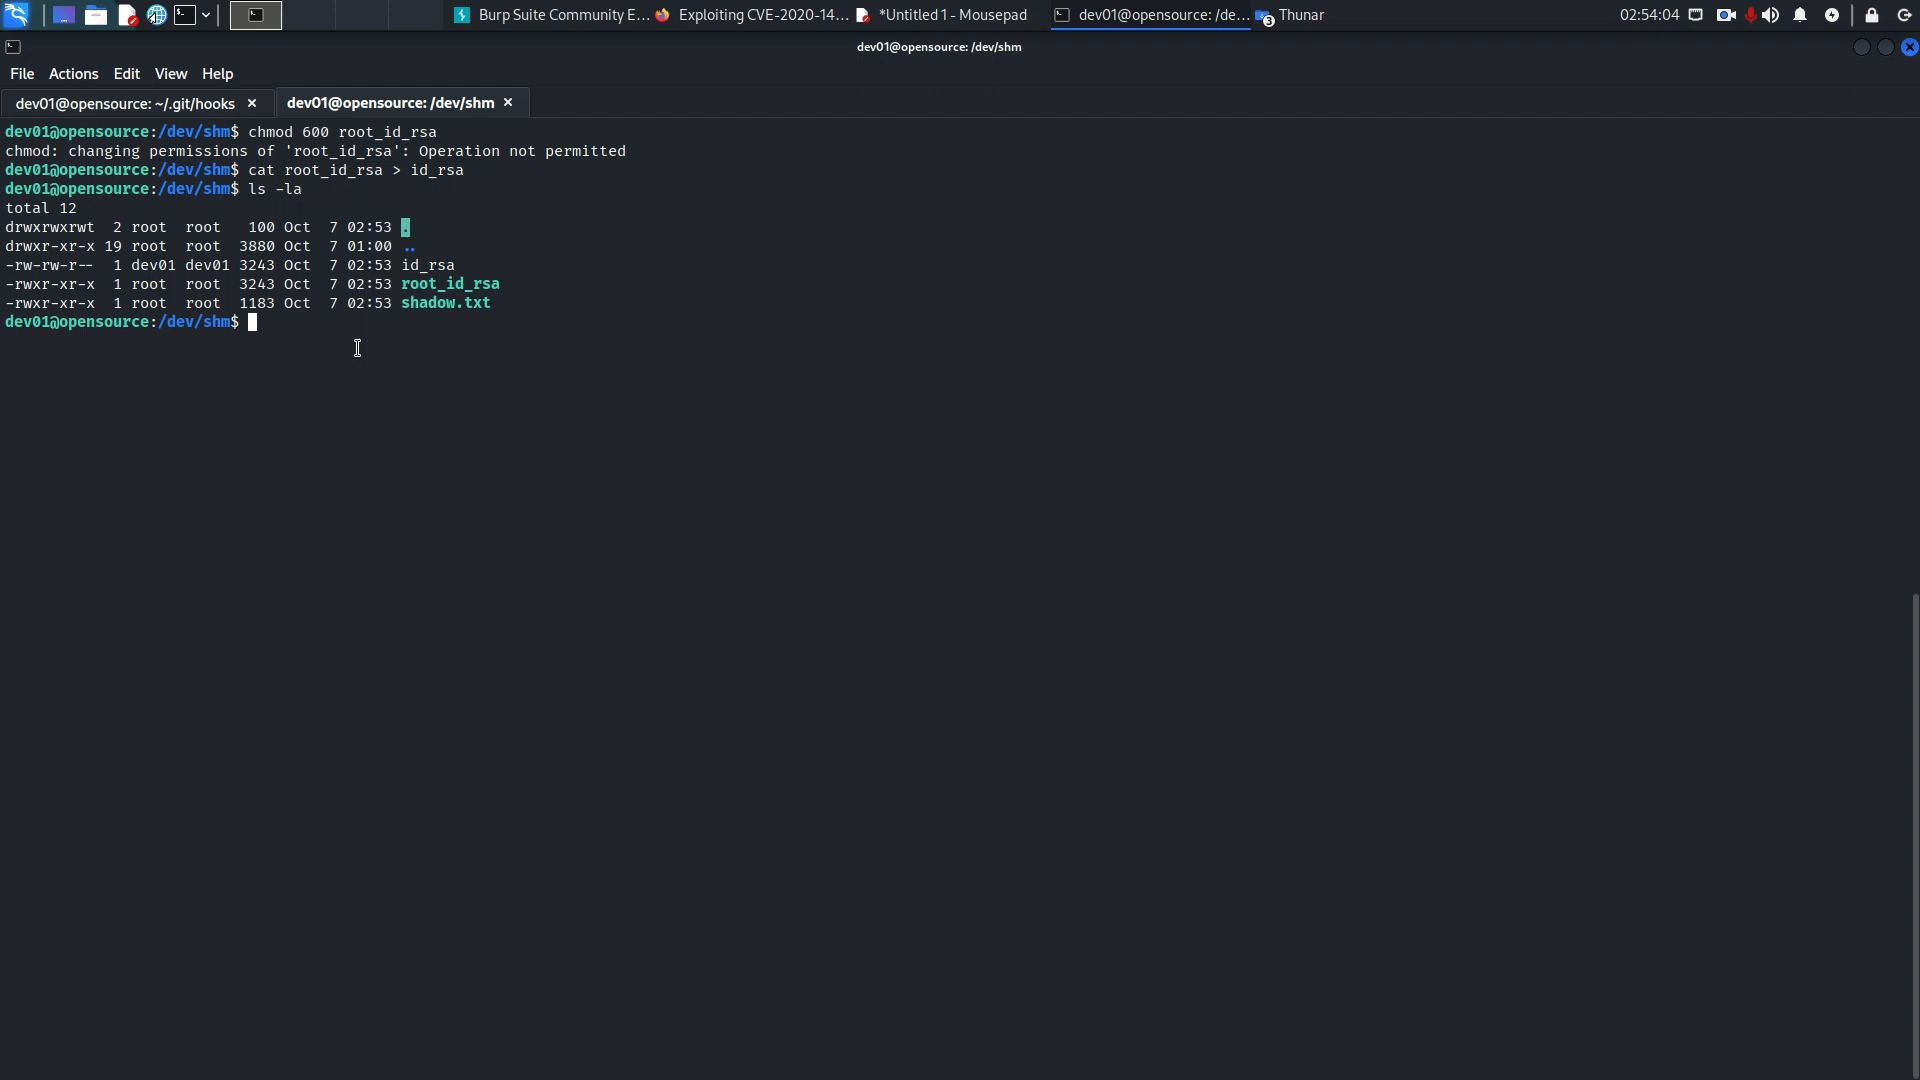 Burp Suite Community E... Exploiting CVE-2020-14... *Untitled 1 - Mousepad dev01@opensource: /de... 3 Thunar 02:54:04
dev01@opensource: /dev/shm
File Actions Edit View Help
dev01@opensource: ~/.git/hooks × dev01@opensource: /dev/shm ×
dev01@opensource:/dev/shm$ chmod 600 root_id_rsa
chmod: changing permissions of 'root_id_rsa': Operation not permitted
dev01@opensource:/dev/shm$ cat root_id_rsa > id_rsa
dev01@opensource:/dev/shm$ ls -la
total 12
drwxrwxrwt  2 root  root   100 Oct  7 02:53 .
drwxr-xr-x 19 root  root  3880 Oct  7 01:00 ..
-rw-rw-r--  1 dev01 dev01 3243 Oct  7 02:53 id_rsa
-rwxr-xr-x  1 root  root  3243 Oct  7 02:53 root_id_rsa
-rwxr-xr-x  1 root  root  1183 Oct  7 02:53 shadow.txt
dev01@opensource:/dev/shm$